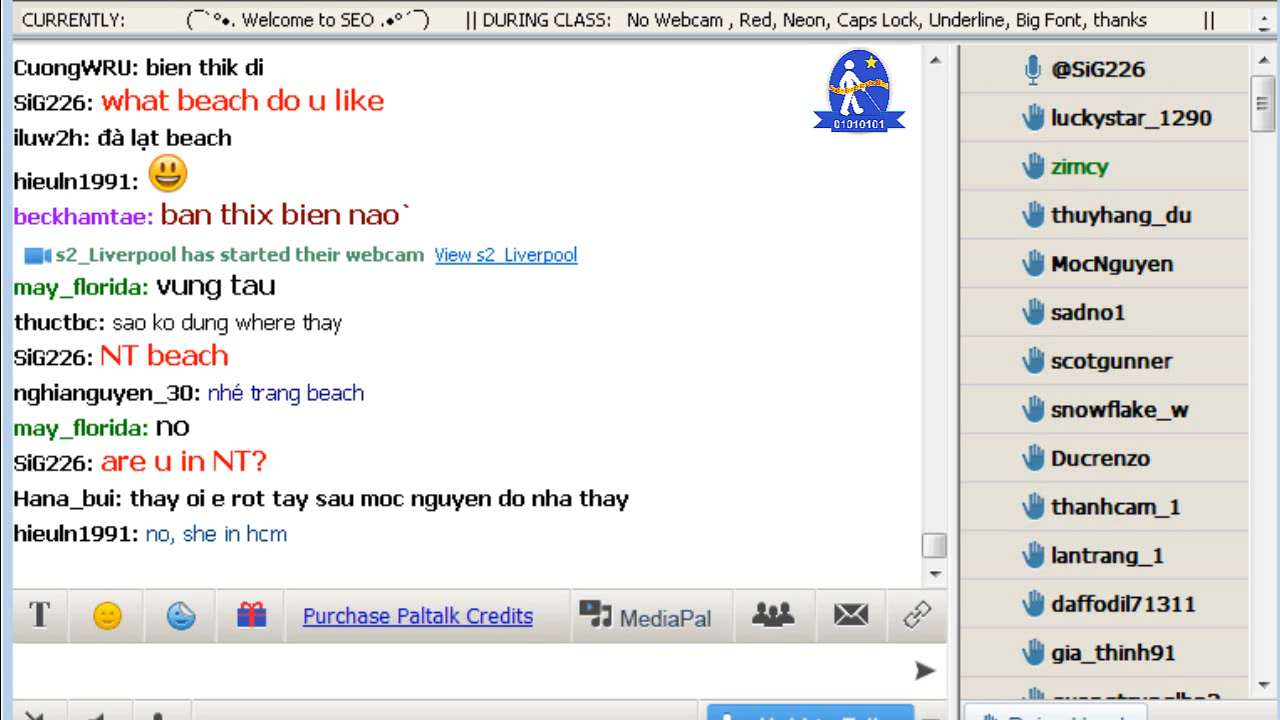 CURRENTLY: (¯`°•. Welcome to SEO .•°´¯) || DURING CLASS: No Webcam , Red, Neon, Caps Lock, Underline, Big Font, thanks ||
CuongWRU: bien thik di
SiG226: what beach do u like
iluw2h: đà lạt beach
hieuln1991:
beckhamtae: ban thix bien nao`
s2_Liverpool has started their webcam View s2_Liverpool
may_florida: vung tau
thuctbc: sao ko dung where thay
SiG226: NT beach
nghianguyen_30: nhé trang beach
may_florida: no
SiG226: are u in NT?
Hana_bui: thay oi e rot tay sau moc nguyen do nha thay
hieuln1991: no, she in hcm
T Purchase Paltalk Credits MediaPal
01010101
@SiG226
luckystar_1290
zimcy
thuyhang_du
MocNguyen
sadno1
scotgunner
snowflake_w
Ducrenzo
thanhcam_1
lantrang_1
daffodil71311
gia_thinh91